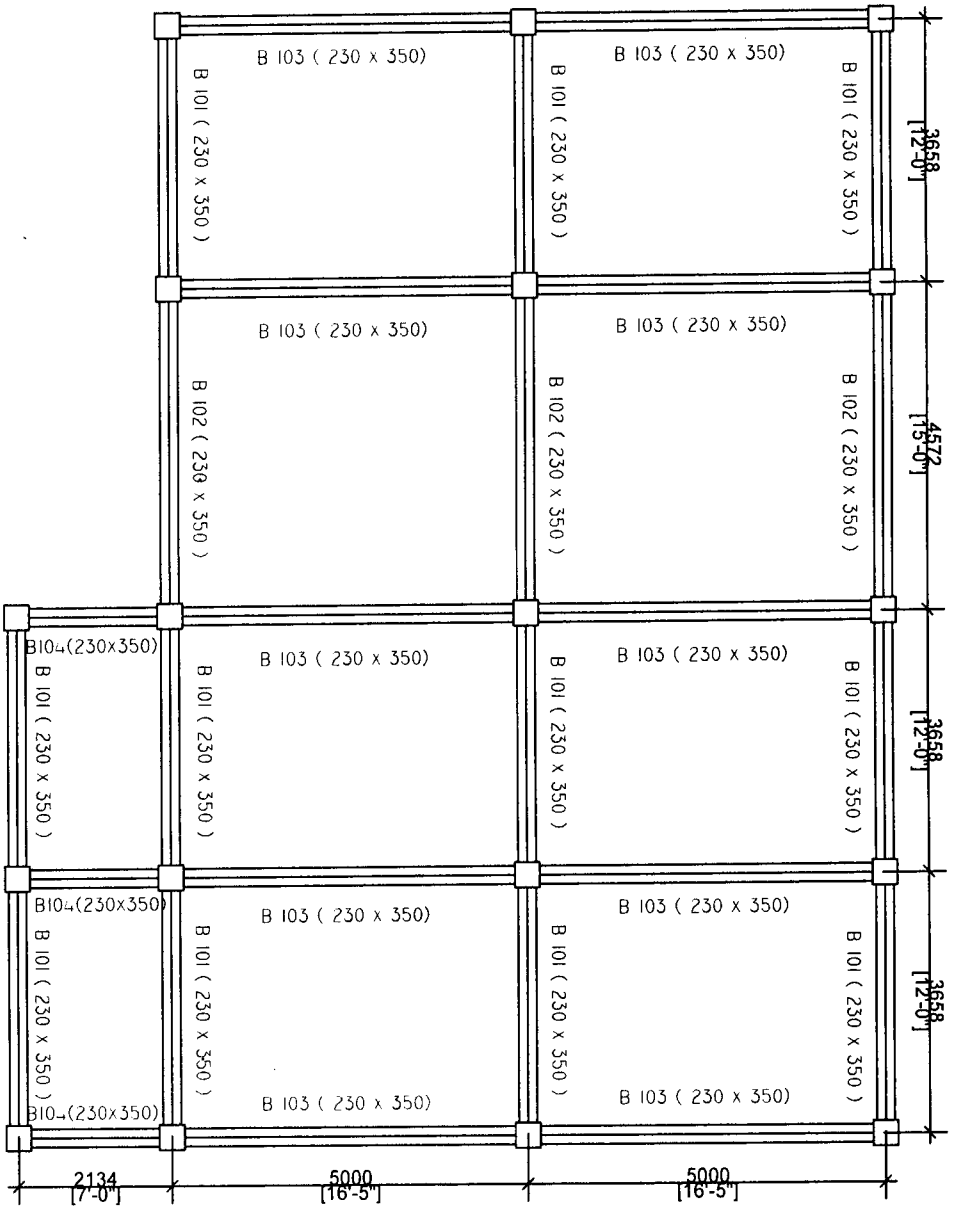 B 103 ( 230 x 350)
B 103 ( 230 x 350)
B 101 ( 230 x 350 )
B 101 ( 230 x 350 )
B 101 ( 230 x 350 )
3658
[12'-0"]
B 103 ( 230 x 350)
B 103 ( 230 x 350)
B 102 ( 230 x 350 )
B 102 ( 230 x 350 )
B 102 ( 230 x 350 )
4572
[15'-0"]
B104(230x350)
B 103 ( 230 x 350)
B 103 ( 230 x 350)
B 101 ( 230 x 350 )
B 101 ( 230 x 350 )
B 101 ( 230 x 350 )
B 101 ( 230 x 350 )
3658
[12'-0"]
B104(230x350)
B 103 ( 230 x 350)
B 103 ( 230 x 350)
B 101 ( 230 x 350 )
B 101 ( 230 x 350 )
B 101 ( 230 x 350 )
B 101 ( 230 x 350 )
3658
[12'-0"]
B104(230x350)
B 103 ( 230 x 350)
B 103 ( 230 x 350)
2134
[7'-0"]
5000
[16'-5"]
5000
[16'-5"]